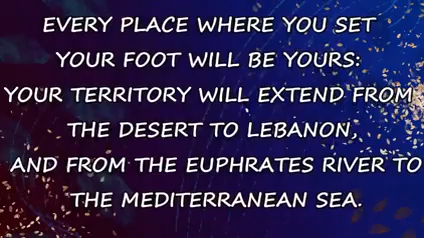 EVERY PLACE WHERE YOU SET
YOUR FOOT WILL BE YOURS:
YOUR TERRITORY WILL EXTEND FROM
THE DESERT TO LEBANON,
AND FROM THE EUPHRATES RIVER TO
THE MEDITERRANEAN SEA.